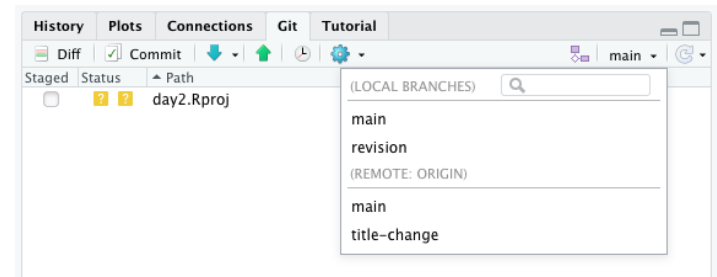 History Plots Connections Git Tutorial
Diff Commit main
Staged Status Path
? ? day2.Rproj
(LOCAL BRANCHES)
main
revision
(REMOTE: ORIGIN)
main
title-change